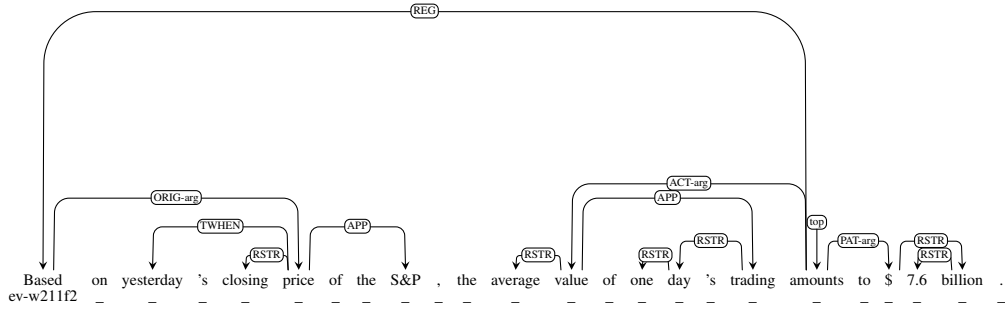 REG
ACT-arg
ORIG-arg APP
top
TWHEN APP
RSTR PAT-arg RSTR
RSTR RSTR RSTR RSTR
Based on yesterday 's closing price of the S&P , the average value of one day 's trading amounts to $ 7.6 billion .
ev-w211f2 _ _ _ _ _ _ _ _ _ _ _ _ _ _ _ _ _ _ _ _ _ _ _